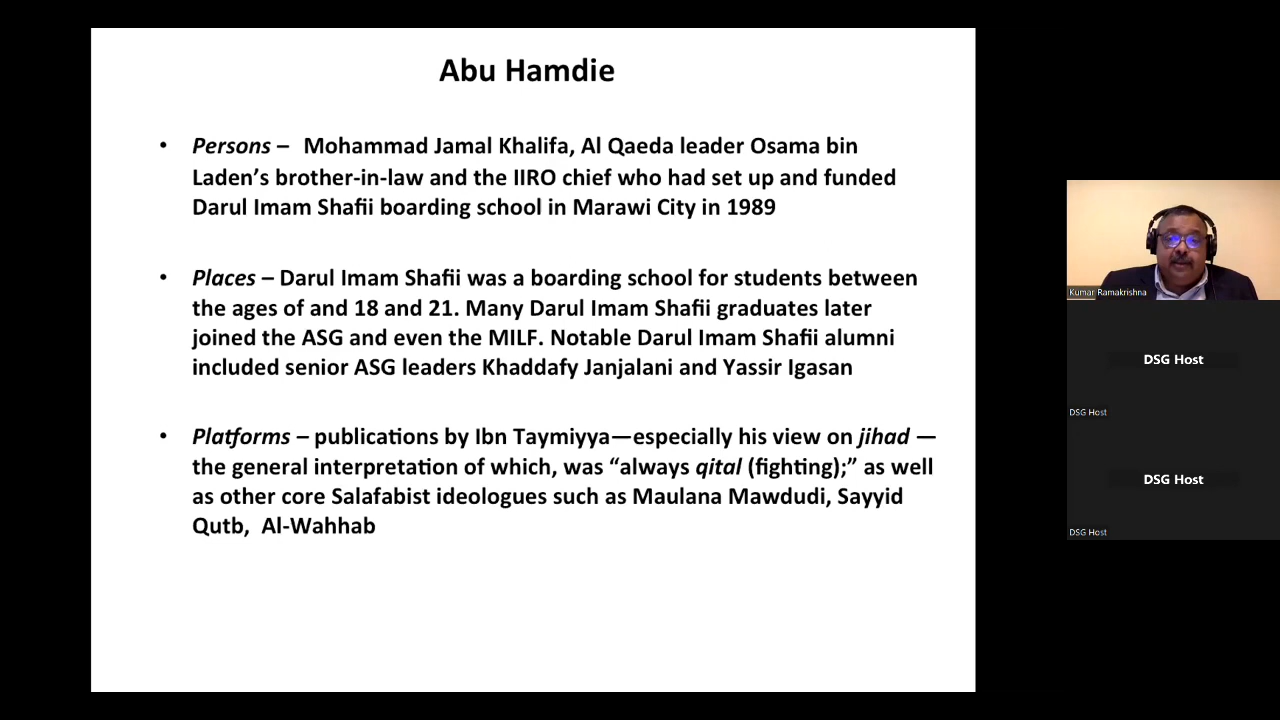 Abu Hamdie
• Persons – Mohammad Jamal Khalifa, Al Qaeda leader Osama bin
Laden’s brother-in-law and the IIRO chief who had set up and funded
Darul Imam Shafii boarding school in Marawi City in 1989
• Places – Darul Imam Shafii was a boarding school for students between
the ages of and 18 and 21. Many Darul Imam Shafii graduates later
joined the ASG and even the MILF. Notable Darul Imam Shafii alumni
included senior ASG leaders Khaddafy Janjalani and Yassir Igasan
• Platforms – publications by Ibn Taymiyya—especially his view on jihad —
the general interpretation of which, was “always qital (fighting);” as well
as other core Salafabist ideologues such as Maulana Mawdudi, Sayyid
Qutb, Al-Wahhab
Kumar Ramakrishna
DSG Host
DSG Host
DSG Host
DSG Host